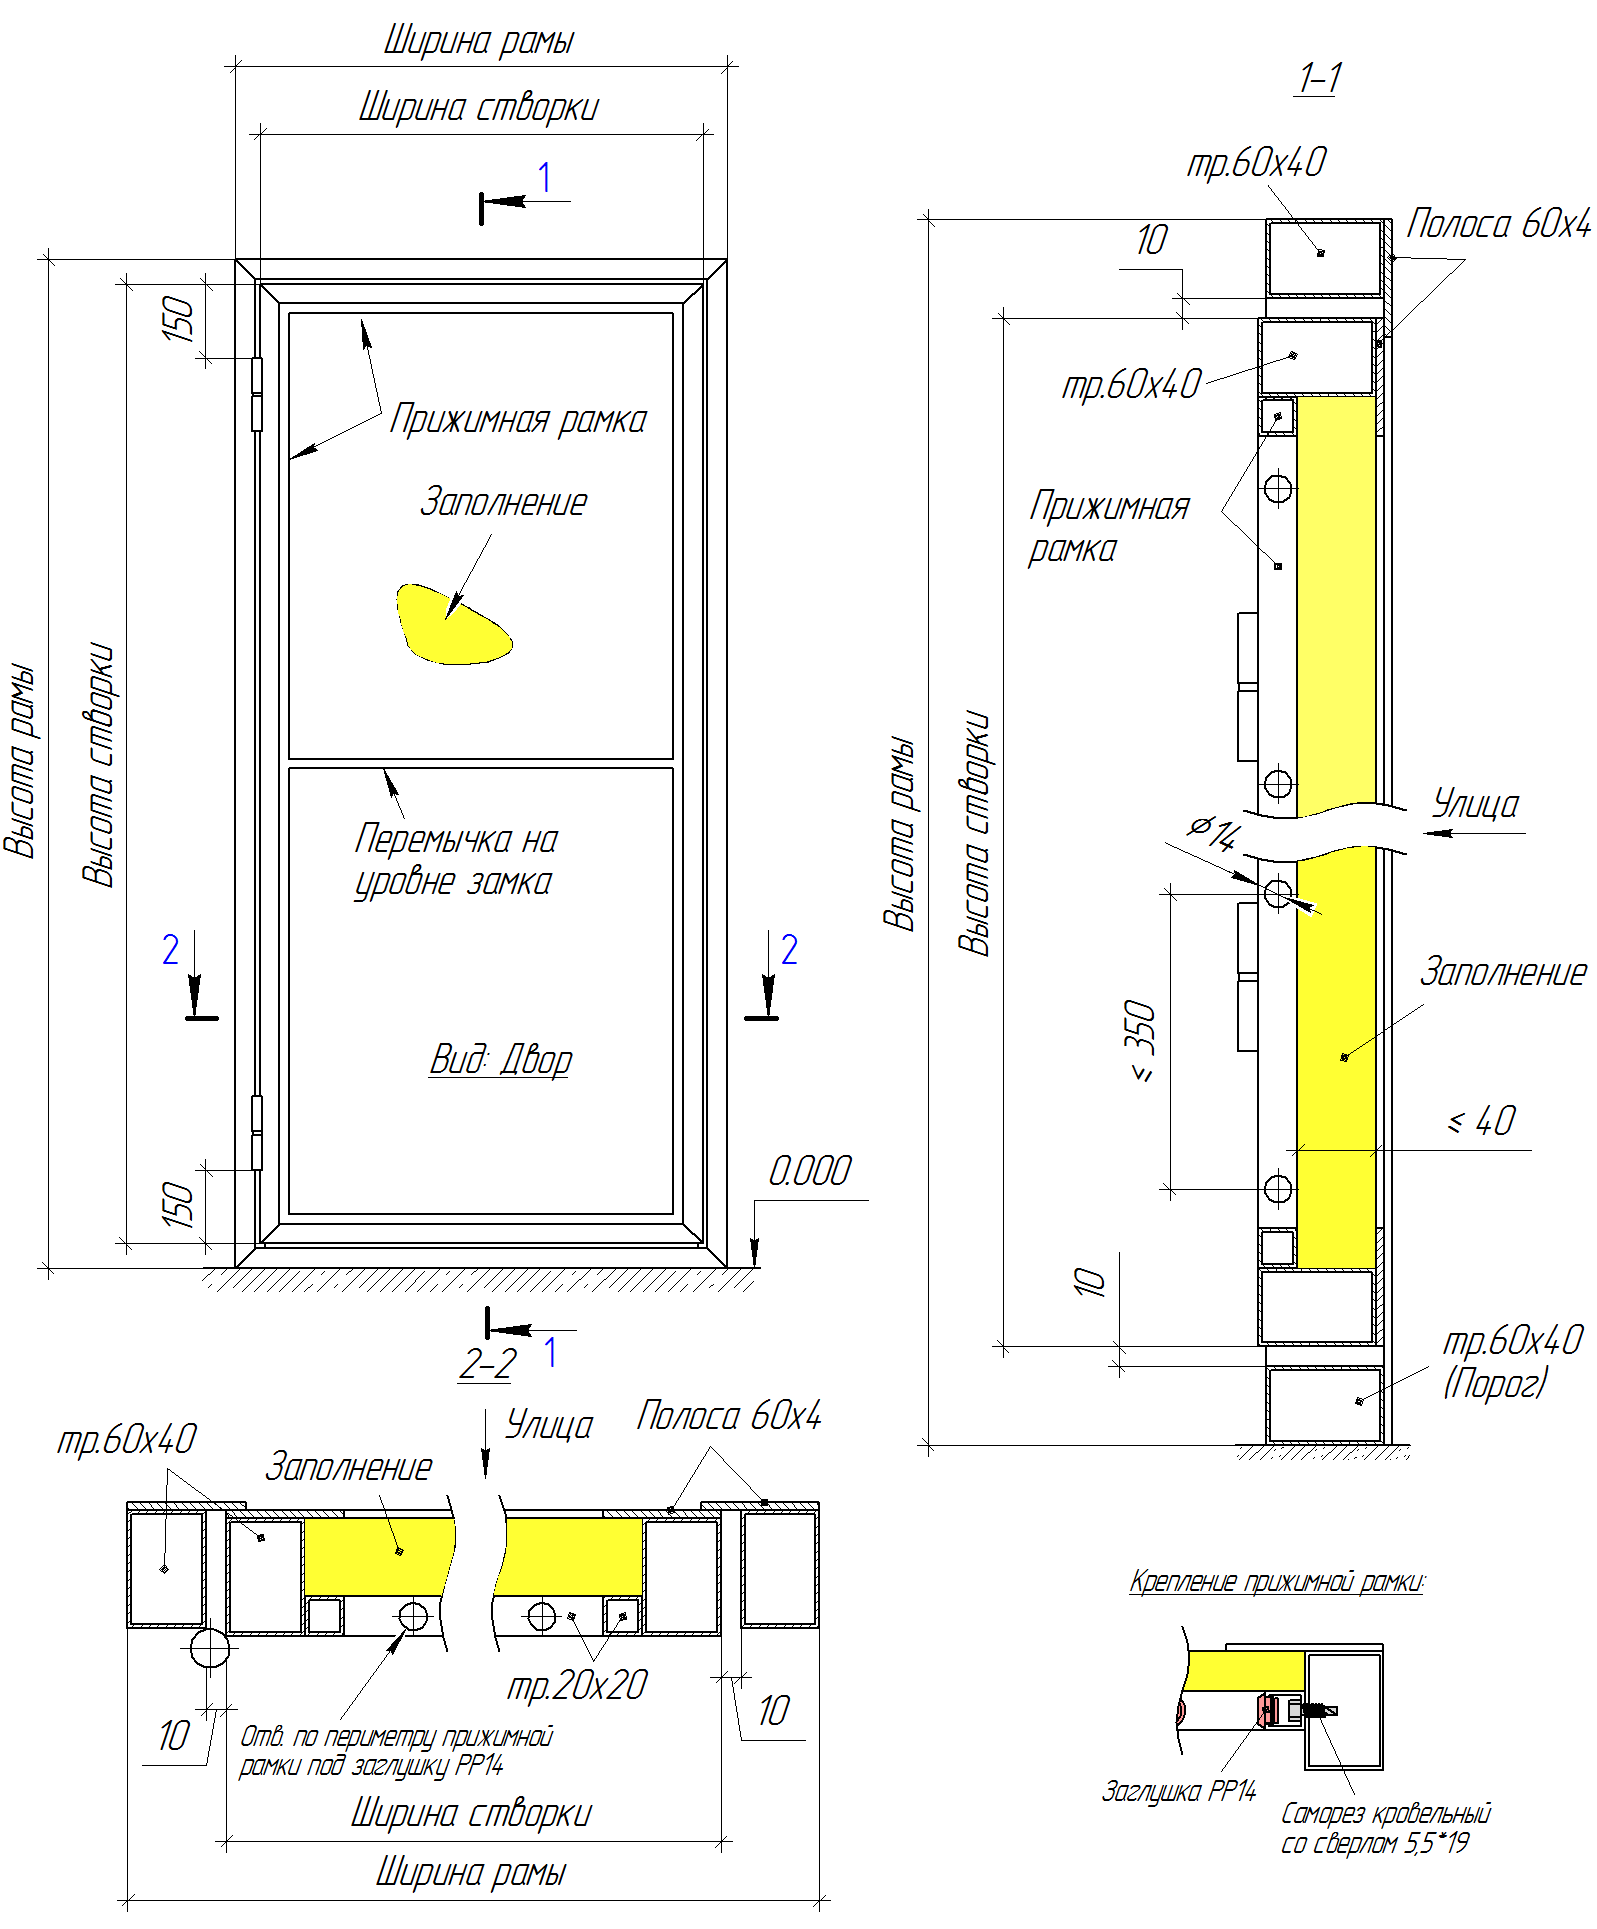 Ширина рамы
Ширина створки
1
150
Прижимная рамка
Заполнение
Высота рамы
Высота створки
Перемычка на
уровне замка
2
2
Вид: Двор
150
0.000
1
1-1
тр.60х40
Полоса 60х4
10
тр.60х40
Прижимная
рамка
Высота рамы
Высота створки
Улица
⌀14
Заполнение
≤ 350
≤ 40
10
тр.60х40
(Порог)
2-2
Улица
Полоса 60х4
тр.60х40
Заполнение
тр.20х20
10
10
Отв. по периметру прижимной
рамки под заглушку РР14
Ширина створки
Ширина рамы
Крепление прижимной рамки:
Заглушка РР14
Саморез кровельный
со сверлом 5,5*19